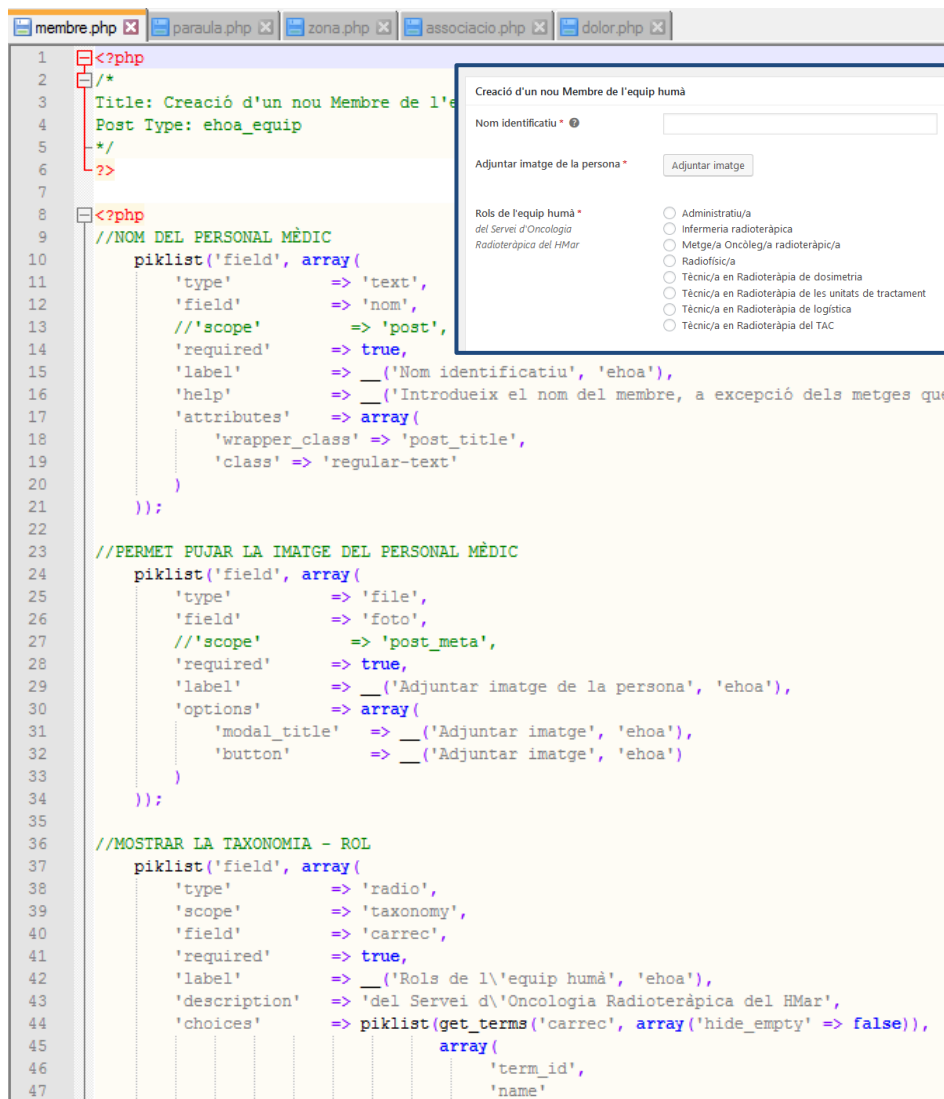 membre.php paraula.php zona.php associacio.php dolor.php
1 <?php
2 /*
3 Title: Creació d'un nou Membre de l'e
4 Post Type: ehoa_equip
5 */
6 ?>
7
8 <?php
9 //NOM DEL PERSONAL MÈDIC
10 piklist('field', array(
11 'type' => 'text',
12 'field' => 'nom',
13 //'scope' => 'post',
14 'required' => true,
15 'label' => __('Nom identificatiu', 'ehoa'),
16 'help' => __('Introdueix el nom del membre, a excepció dels metges que
17 'attributes' => array(
18 'wrapper_class' => 'post_title',
19 'class' => 'regular-text'
20 )
21 ));
22
23 //PERMET PUJAR LA IMATGE DEL PERSONAL MÈDIC
24 piklist('field', array(
25 'type' => 'file',
26 'field' => 'foto',
27 //'scope' => 'post_meta',
28 'required' => true,
29 'label' => __('Adjuntar imatge de la persona', 'ehoa'),
30 'options' => array(
31 'modal_title' => __('Adjuntar imatge', 'ehoa'),
32 'button' => __('Adjuntar imatge', 'ehoa')
33 )
34 ));
35
36 //MOSTRAR LA TAXONOMIA - ROL
37 piklist('field', array(
38 'type' => 'radio',
39 'scope' => 'taxonomy',
40 'field' => 'carrec',
41 'required' => true,
42 'label' => __('Rols de l\'equip humà', 'ehoa'),
43 'description' => 'del Servei d\'Oncologia Radioteràpica del HMar',
44 'choices' => piklist(get_terms('carrec', array('hide_empty' => false)),
45 array(
46 'term_id',
47 'name'
Creació d'un nou Membre de l'equip humà
Nom identificatiu *
Adjuntar imatge de la persona * Adjuntar imatge
Rols de l'equip humà *
del Servei d'Oncologia
Radioteràpica del HMar
Administratiu/a
Infermeria radioteràpica
Metge/a Oncòleg/a radioteràpic/a
Radiofísic/a
Tècnic/a en Radioteràpia de dosimetria
Tècnic/a en Radioteràpia de les unitats de tractament
Tècnic/a en Radioteràpia de logística
Tècnic/a en Radioteràpia del TAC